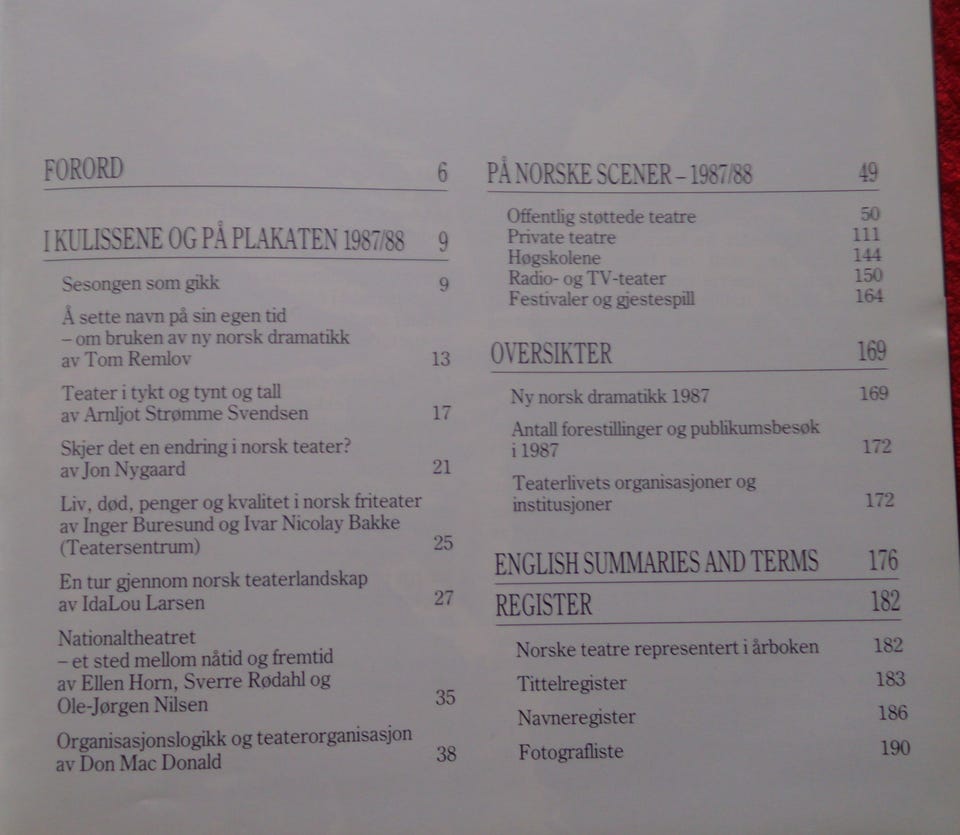 FORORD 6
I KULISSENE OG PÅ PLAKATEN 1987/88 9
Sesongen som gikk 9
Å sette navn på sin egen tid
– om bruken av ny norsk dramatikk
av Tom Remlov 13
Teater i tykt og tynt og tall
av Arnljot Strømme Svendsen 17
Skjer det en endring i norsk teater?
av Jon Nygaard 21
Liv, død, penger og kvalitet i norsk friteater
av Inger Buresund og Ivar Nicolay Bakke
(Teatersentrum) 25
En tur gjennom norsk teaterlandskap
av IdaLou Larsen 27
Nationaltheatret
– et sted mellom nåtid og fremtid
av Ellen Horn, Sverre Rødahl og
Ole-Jørgen Nilsen 35
Organisasjonslogikk og teaterorganisasjon
av Don Mac Donald 38
PÅ NORSKE SCENER – 1987/88 49
Offentlig støttede teatre 50
Private teatre 111
Høgskolene 144
Radio- og TV-teater 150
Festivaler og gjestespill 164
OVERSIKTER 169
Ny norsk dramatikk 1987 169
Antall forestillinger og publikumsbesøk
i 1987 172
Teaterlivets organisasjoner og
institusjoner 172
ENGLISH SUMMARIES AND TERMS 176
REGISTER 182
Norske teatre representert i årboken 182
Tittelregister 183
Navneregister 186
Fotografliste 190